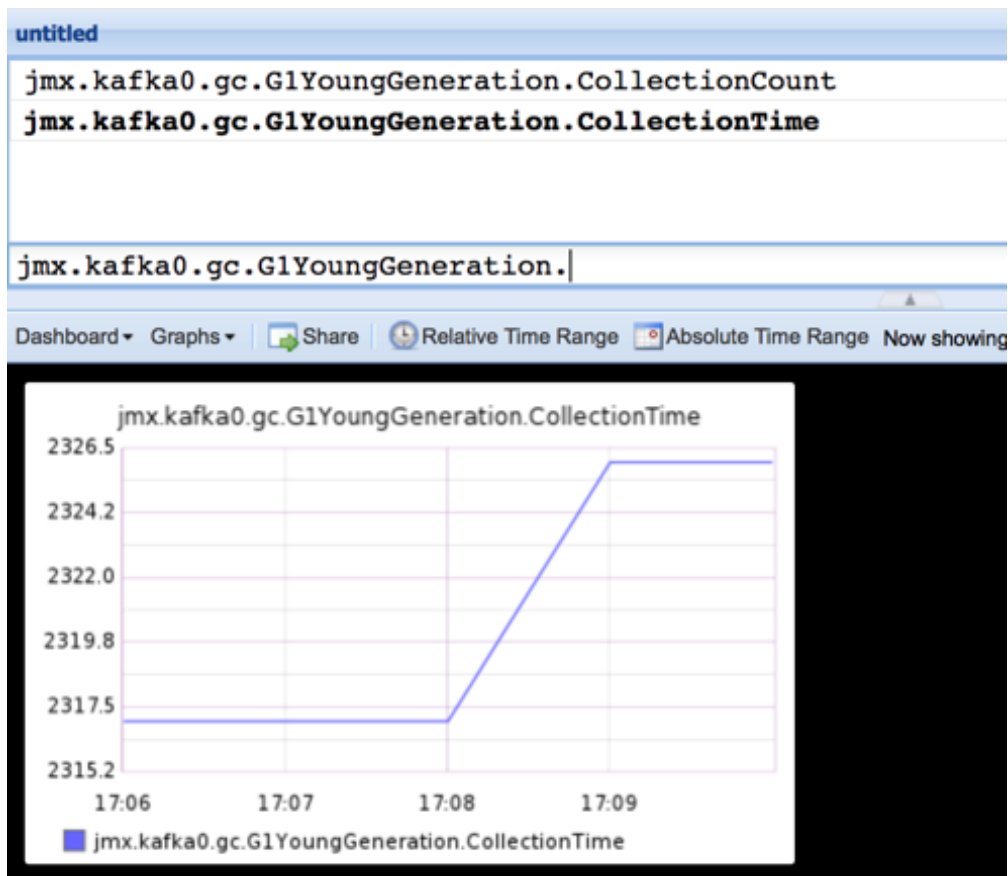 untitled
jmx.kafka0.gc.G1YoungGeneration.CollectionCount
jmx.kafka0.gc.G1YoungGeneration.CollectionTime
jmx.kafka0.gc.G1YoungGeneration.
Dashboard Graphs Share Relative Time Range Absolute Time Range Now showing
jmx.kafka0.gc.G1YoungGeneration.CollectionTime
2326.5
2324.2
2322.0
2319.8
2317.5
2315.2
17:06 17:07 17:08 17:09
jmx.kafka0.gc.G1YoungGeneration.CollectionTime